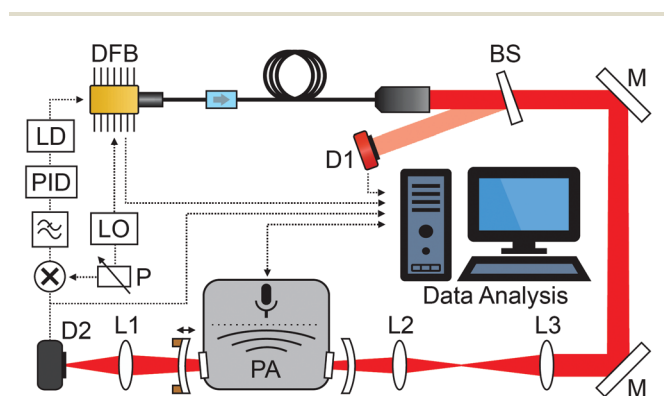 DFB
BS
M
LD
D1
PID
LO
P
Data Analysis
D2
L1
PA
L2
L3
M